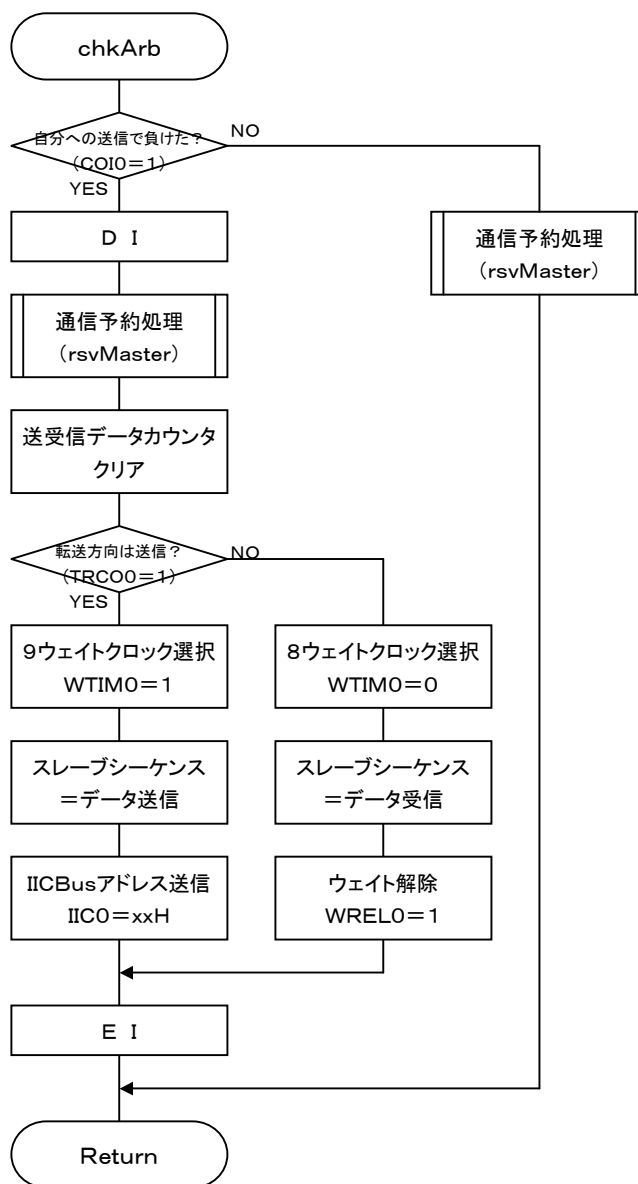 chkArb
自分への送信で負けた？
（COI0＝1）
NO
YES
D I
通信予約処理
（rsvMaster）
通信予約処理
（rsvMaster）
送受信データカウンタ
クリア
転送方向は送信？
（TRCO0＝1）
NO
YES
9ウェイトクロック選択
WTIM0＝1
8ウェイトクロック選択
WTIM0＝0
スレーブシーケンス
＝データ送信
スレーブシーケンス
＝データ受信
IICBusアドレス送信
IIC0＝xxH
ウェイト解除
WREL0＝1
E I
Return